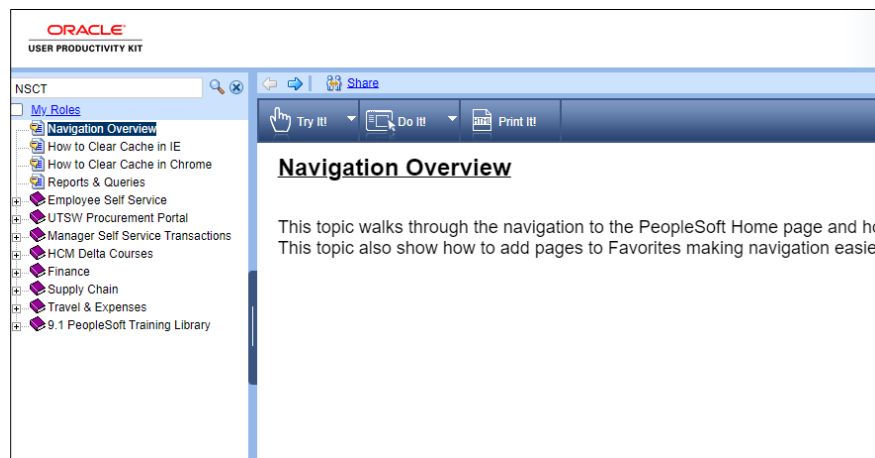 ORACLE
USER PRODUCTIVITY KIT
NSCT
Share
My Roles
Navigation Overview
How to Clear Cache in IE
How to Clear Cache in Chrome
Reports & Queries
Employee Self Service
UTSW Procurement Portal
Manager Self Service Transactions
HCM Delta Courses
Finance
Supply Chain
Travel & Expenses
9.1 PeopleSoft Training Library
Try It!
Do It!
Print It!
Navigation Overview
This topic walks through the navigation to the PeopleSoft Home page and
This topic also show how to add pages to Favorites making navigation